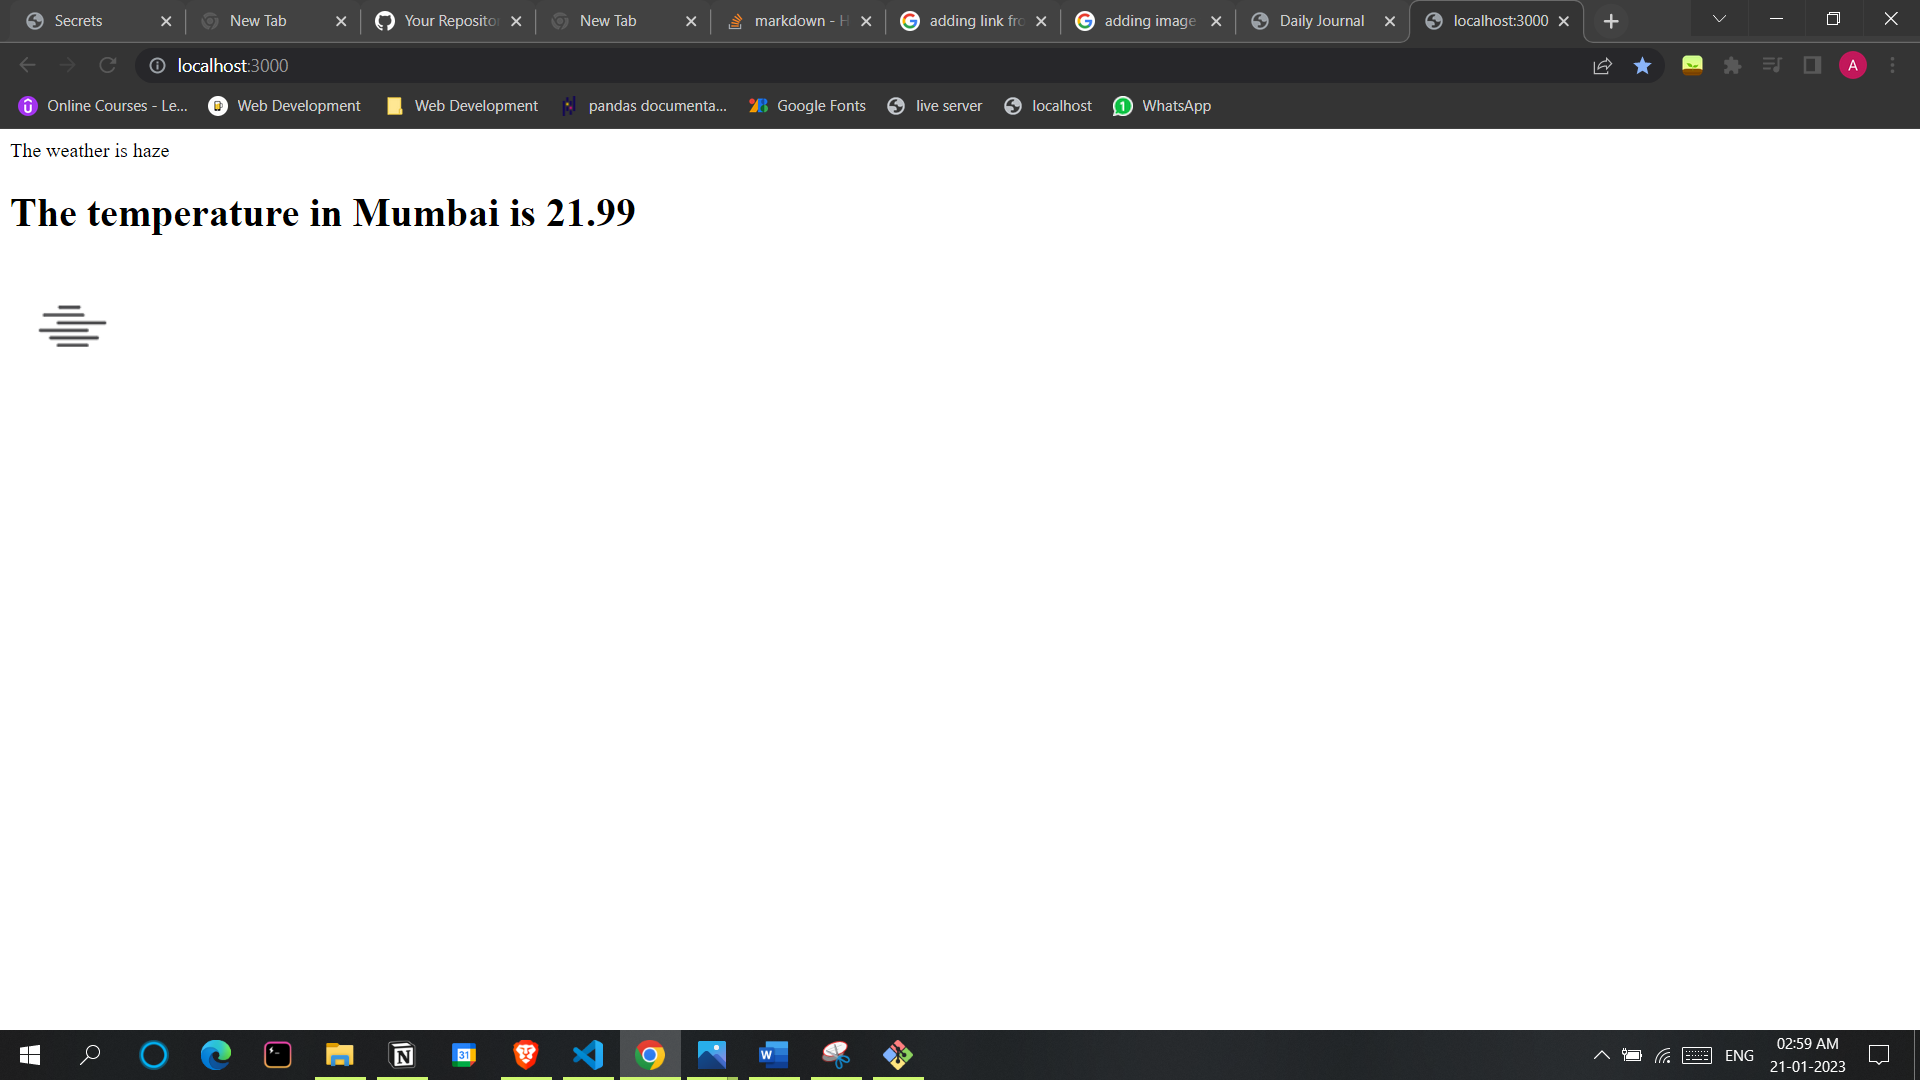 Secrets
New Tab
Your Reposito
New Tab
markdown - H
adding link fro
adding image
Daily Journal
localhost:3000
localhost:3000
A
Online Courses - Le...
Web Development
Web Development
pandas documenta...
Google Fonts
live server
localhost
1
WhatsApp
The weather is haze
The temperature in Mumbai is 21.99
31
W
ENG
02:59 AM
21-01-2023